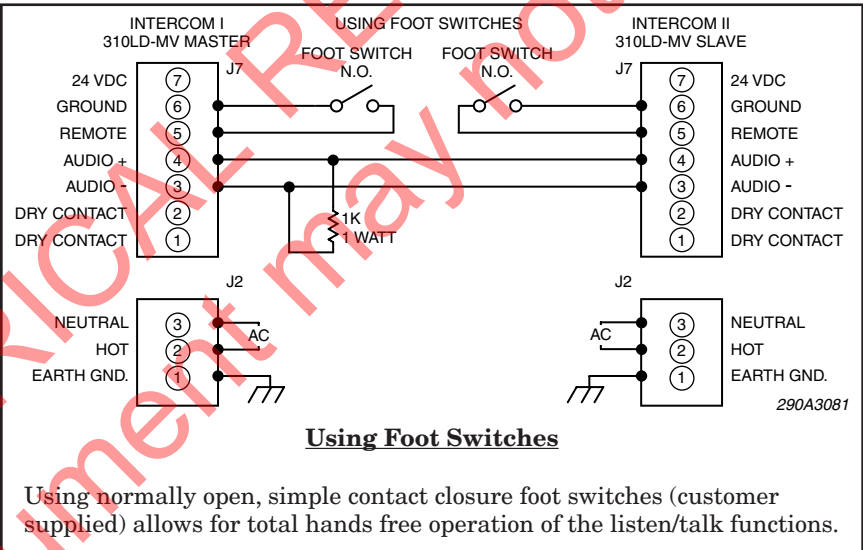 INTERCOM I
310LD-MV MASTER
USING FOOT SWITCHES
INTERCOM II
310LD-MV SLAVE
FOOT SWITCH
N.O.
FOOT SWITCH
N.O.
J7
24 VDC 7
GROUND 6
REMOTE 5
AUDIO + 4
AUDIO - 3
DRY CONTACT 2
DRY CONTACT 1
1K
1 WATT
J7
7 24 VDC
6 GROUND
5 REMOTE
4 AUDIO +
3 AUDIO -
2 DRY CONTACT
1 DRY CONTACT
J2
NEUTRAL 3
HOT 2
EARTH GND. 1
AC
J2
AC
3 NEUTRAL
2 HOT
1 EARTH GND.
290A3081
Using Foot Switches
Using normally open, simple contact closure foot switches (customer
supplied) allows for total hands free operation of the listen/talk functions.
RICAL RE
ument may not